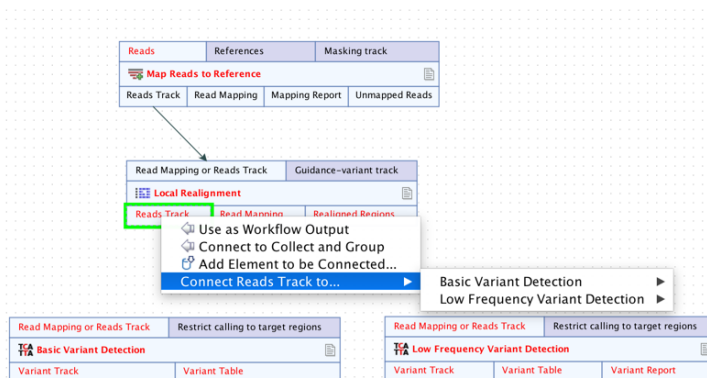 Reads References Masking track
Map Reads to Reference
Reads Track Read Mapping Mapping Report Unmapped Reads
Read Mapping or Reads Track Guidance-variant track
Local Realignment
Reads Track Read Mapping Realigned Regions
Use as Workflow Output
Connect to Collect and Group
Add Element to be Connected...
Connect Reads Track to...
Basic Variant Detection
Low Frequency Variant Detection
Read Mapping or Reads Track Restrict calling to target regions
Basic Variant Detection
Variant Track Variant Table
Read Mapping or Reads Track Restrict calling to target regions
Low Frequency Variant Detection
Variant Track Variant Table Variant Report